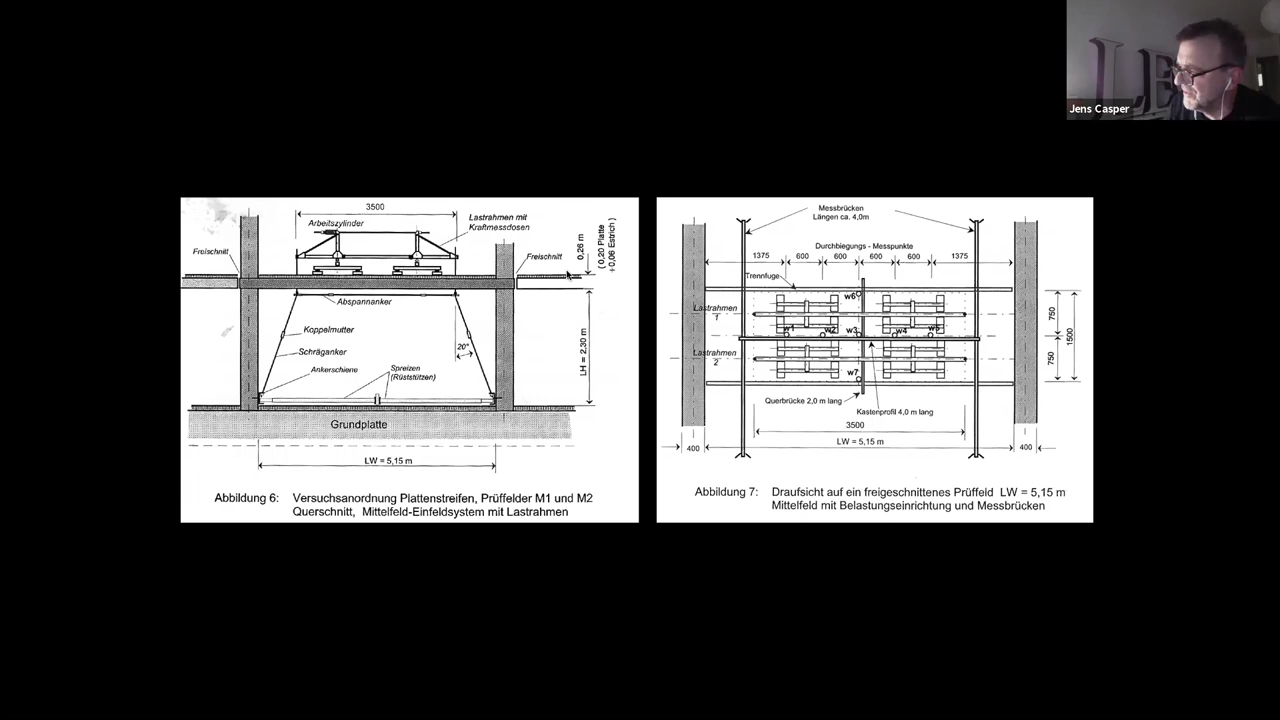 Jens Casper
3500
Arbeitszylinder
Lastrahmen mit
Kraftmessdosen
Freischnitt
Freischnitt
0,26 m
(0,20 Platte
+0,06 Estrich)
Abspannanker
Koppelmutter
Schräganker
20°
Ankerschiene
Spreizen
(Rüststützen)
LH = 2,30 m
Grundplatte
LW = 5,15 m
Abbildung 6: Versuchsanordnung Plattenstreifen, Prüffelder M1 und M2
Querschnitt, Mittelfeld-Einfeldsystem mit Lastrahmen
Messbrücken
Längen ca. 4,0m
Durchbiegungs - Messpunkte
1375 600 600 600 600 1375
Trennfuge
w6
Lastrahmen
1
w1 w2 w3 w4 w5
Lastrahmen
2
w7
750
750
1500
Querbrücke 2,0 m lang
Kastenprofil 4,0 m lang
3500
LW = 5,15 m
400
400
Abbildung 7: Draufsicht auf ein freigeschnittenes Prüffeld LW = 5,15 m
Mittelfeld mit Belastungseinrichtung und Messbrücken